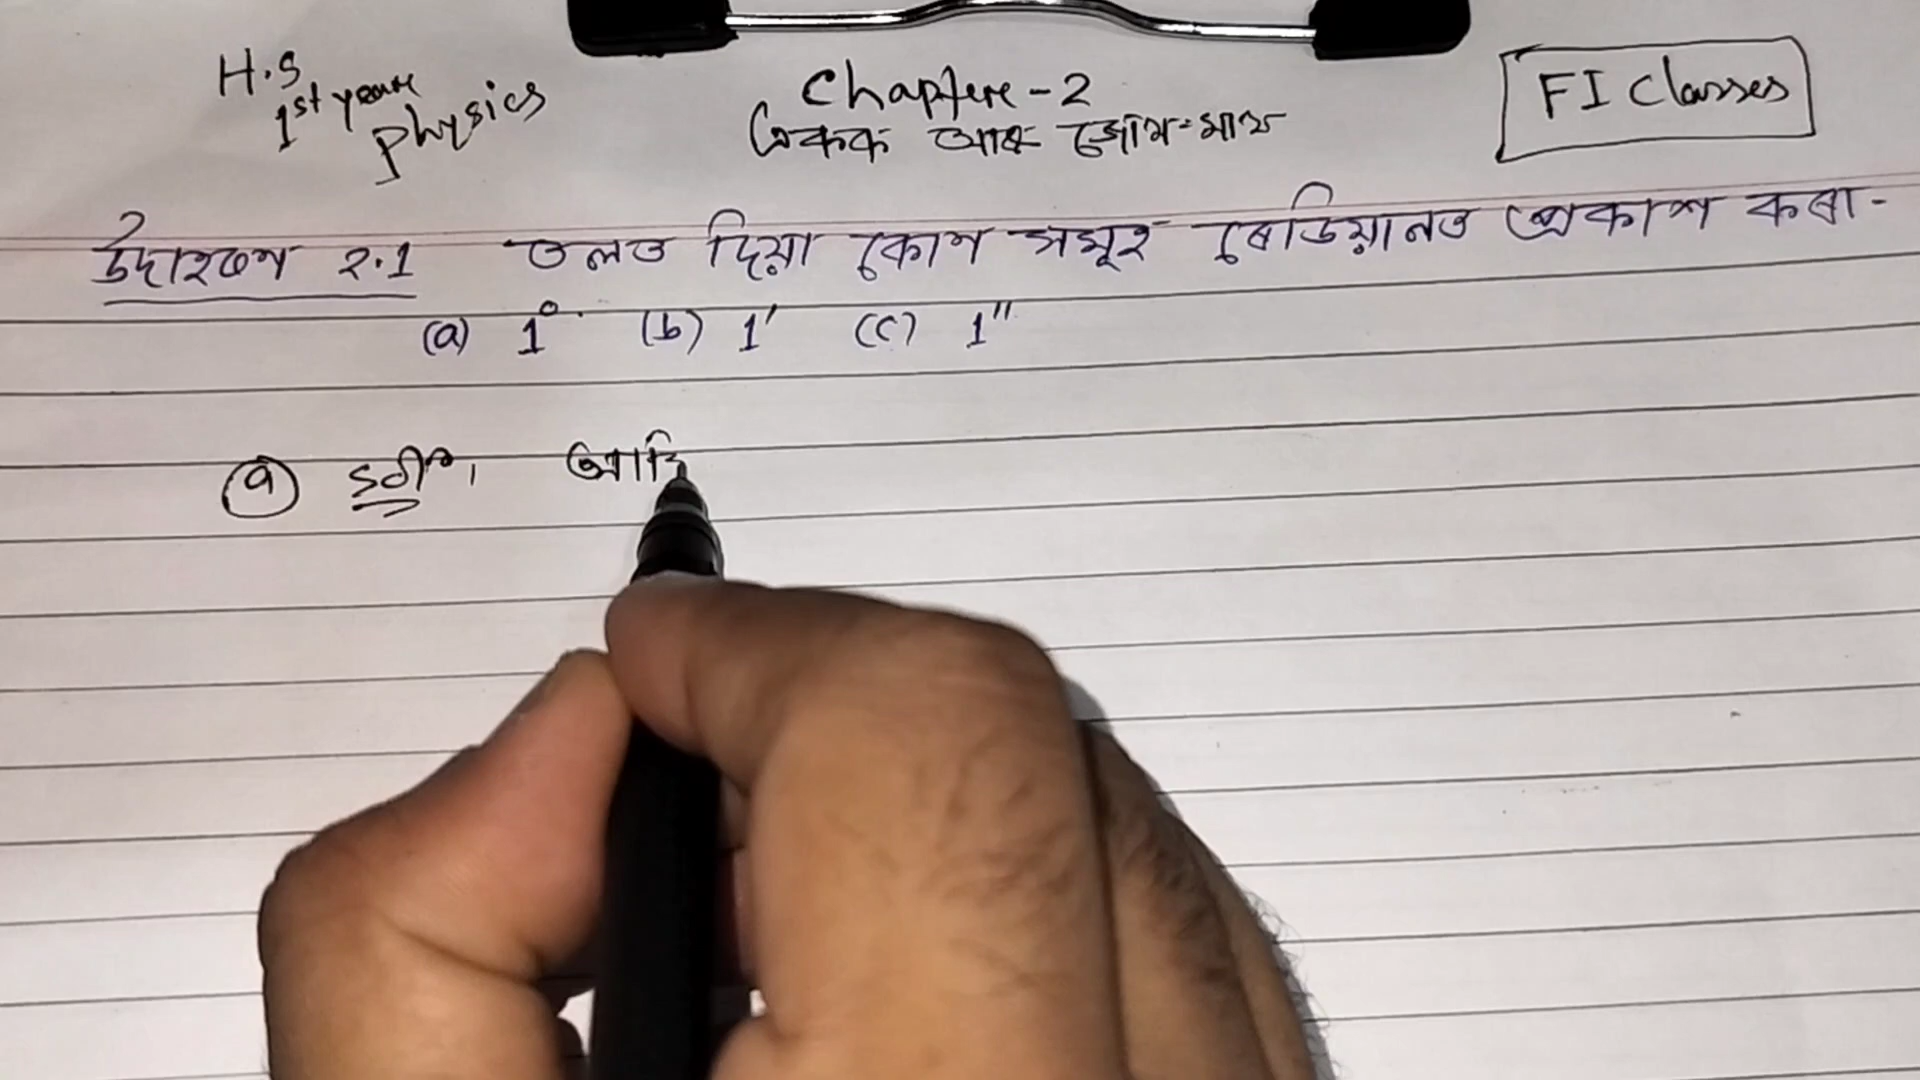 H.S
1st year
Physics
Chapter-2
একক আৰু জোখ-মাখ
FI Classes
উদাহৰণ ২.1 তলত দিয়া কোণ সমূহ ৰেডিয়ানত প্ৰকাশ কৰা-
(a) 1° (b) 1' (c) 1"
(a) আমি